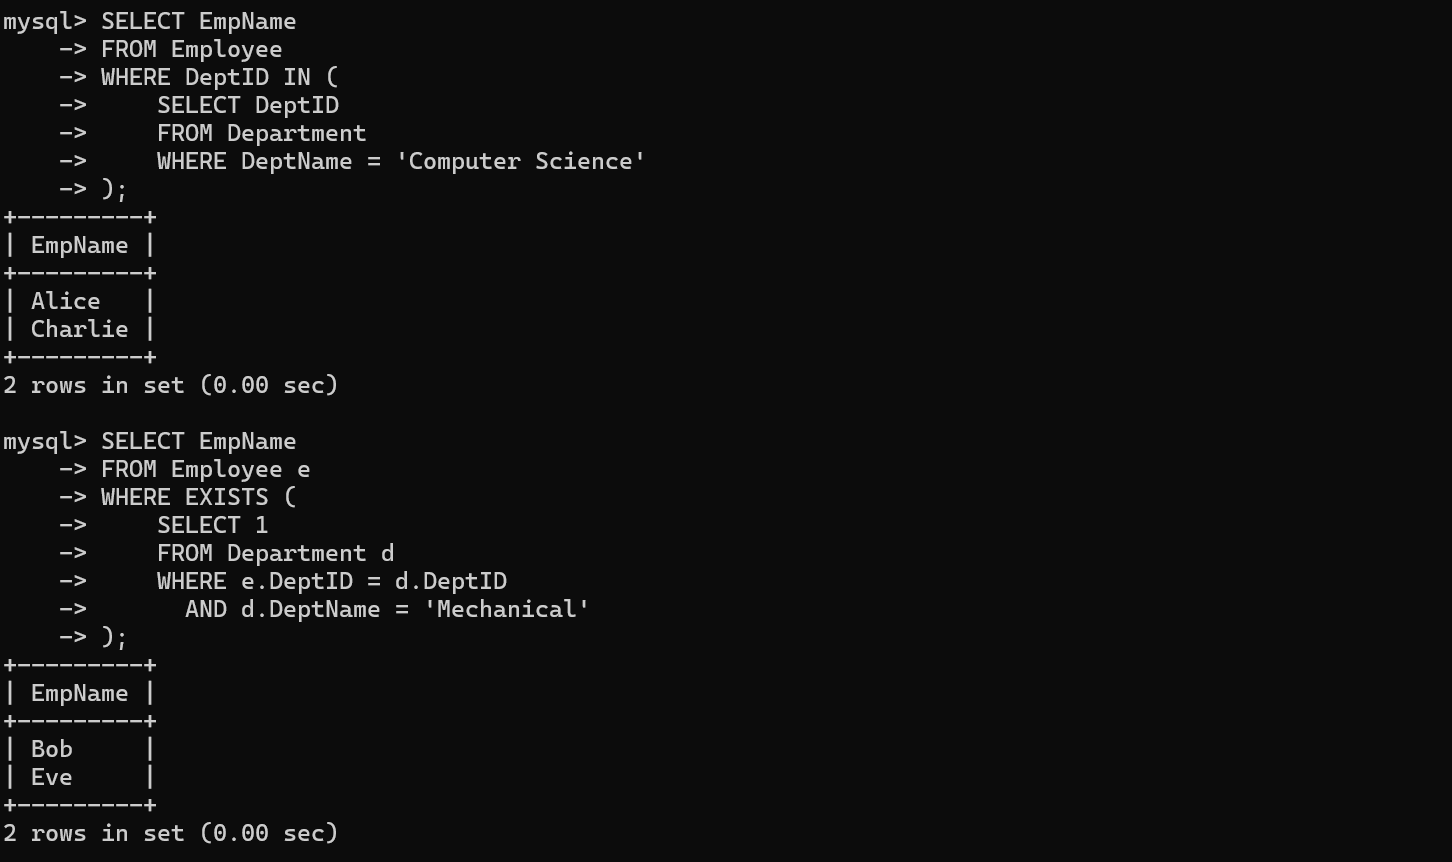 mysql> SELECT EmpName
    -> FROM Employee
    -> WHERE DeptID IN (
    ->     SELECT DeptID
    ->     FROM Department
    ->     WHERE DeptName = 'Computer Science'
    -> );
+---------+
| EmpName |
+---------+
| Alice   |
| Charlie |
+---------+
2 rows in set (0.00 sec)

mysql> SELECT EmpName
    -> FROM Employee e
    -> WHERE EXISTS (
    ->     SELECT 1
    ->     FROM Department d
    ->     WHERE e.DeptID = d.DeptID
    ->       AND d.DeptName = 'Mechanical'
    -> );
+---------+
| EmpName |
+---------+
| Bob     |
| Eve     |
+---------+
2 rows in set (0.00 sec)